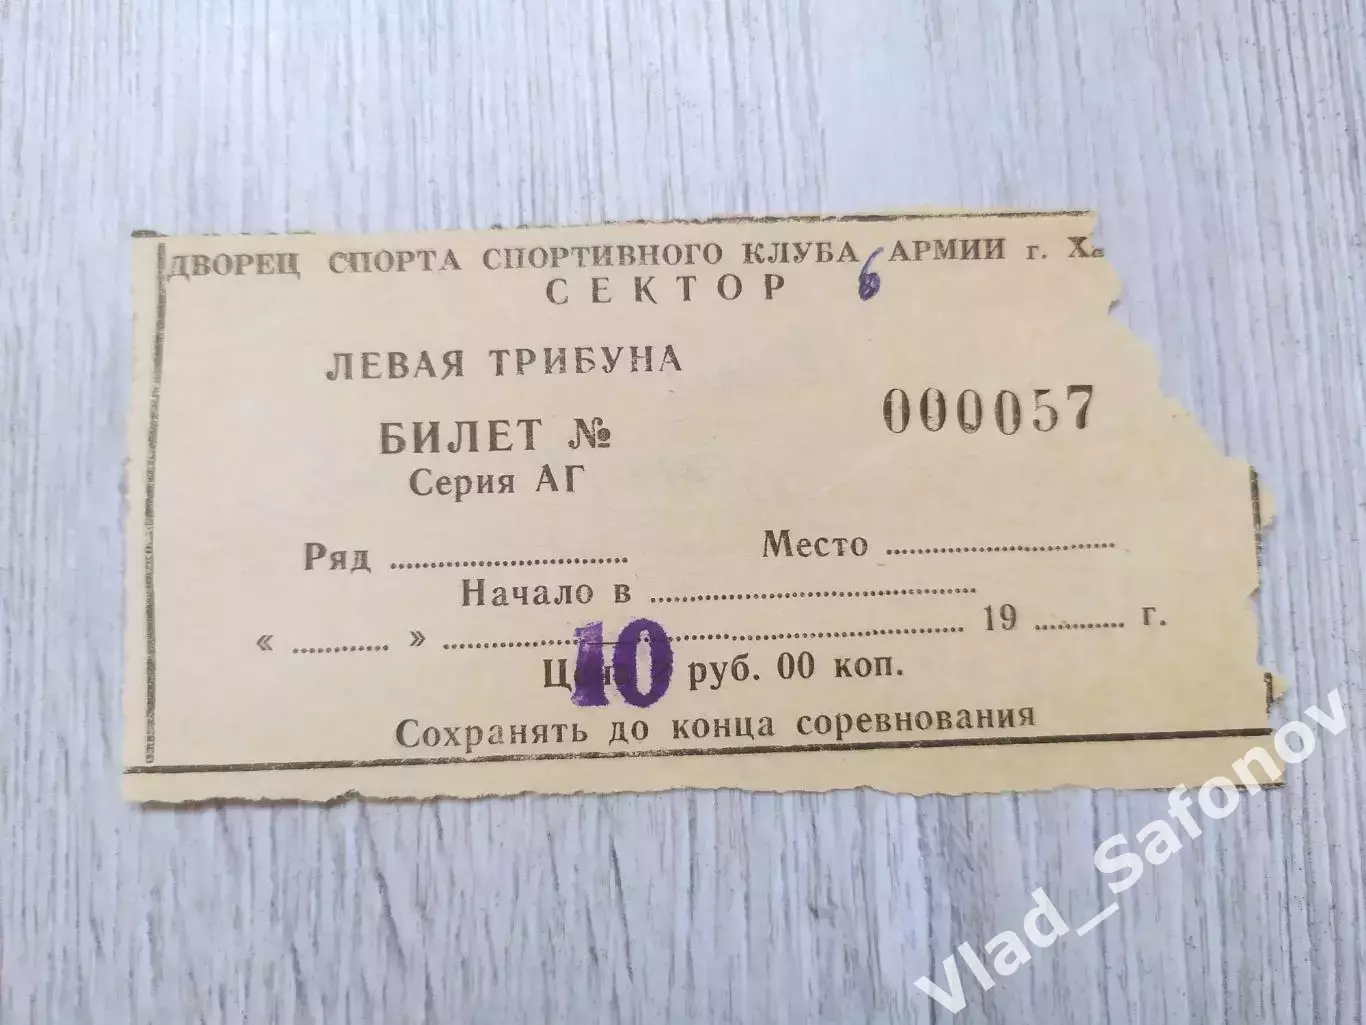 ДВОРЕЦ СПОРТА СПОРТИВНОГО КЛУБА АРМИИ г. Ха
СЕКТОР 6
ЛЕВАЯ ТРИБУНА
БИЛЕТ № 000057
Серия АГ
Ряд .............................. Место ..............................
Начало в ..........................................
« ............ » .................................................................. 19 ............ г.
Цена 10 руб. 00 коп.
Сохранять до конца соревнования
Vlad_Safonov